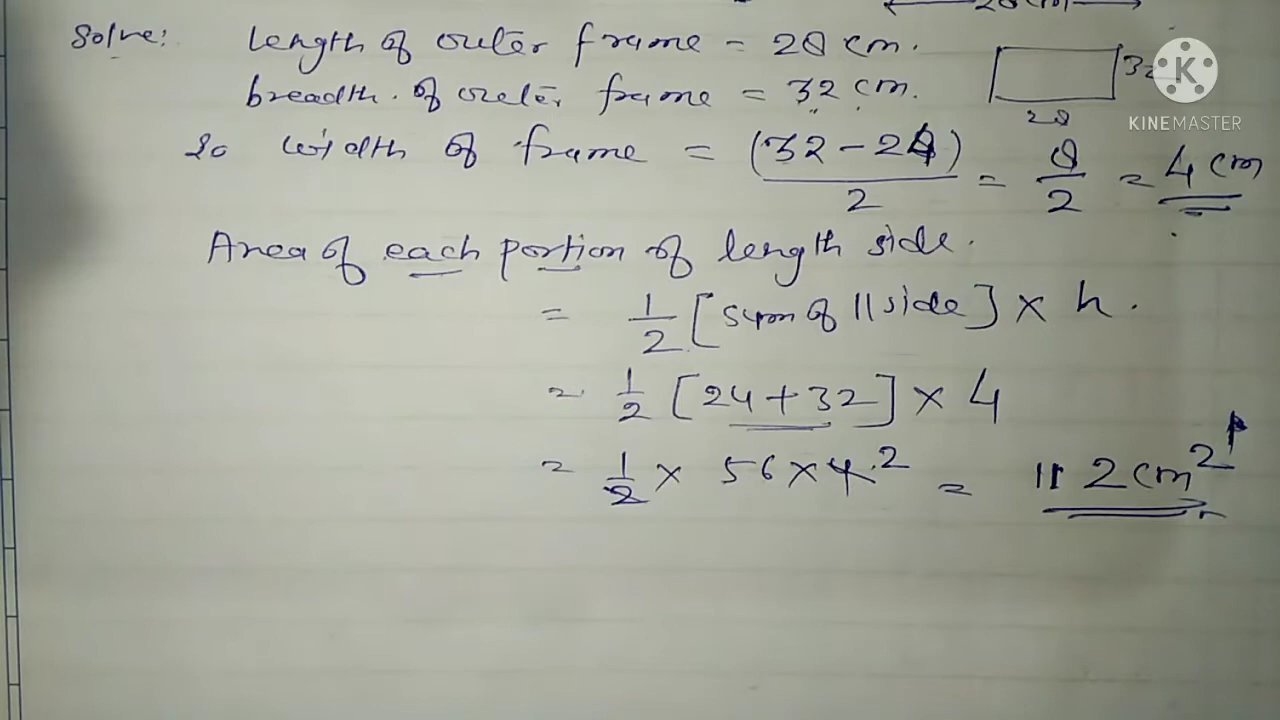 28cm
Solve: length of outer frame = 28 cm.
breadth of outer frame = 32 cm.
32
28
KINEMASTER
So width of frame = (32-24)/2 = 8/2 = 4 cm
Area of each portion of length side.
= 1/2 [sum of || side] × h.
= 1/2 [24+32] × 4
= 1/2 × 56 × 4 2 = 112 cm²